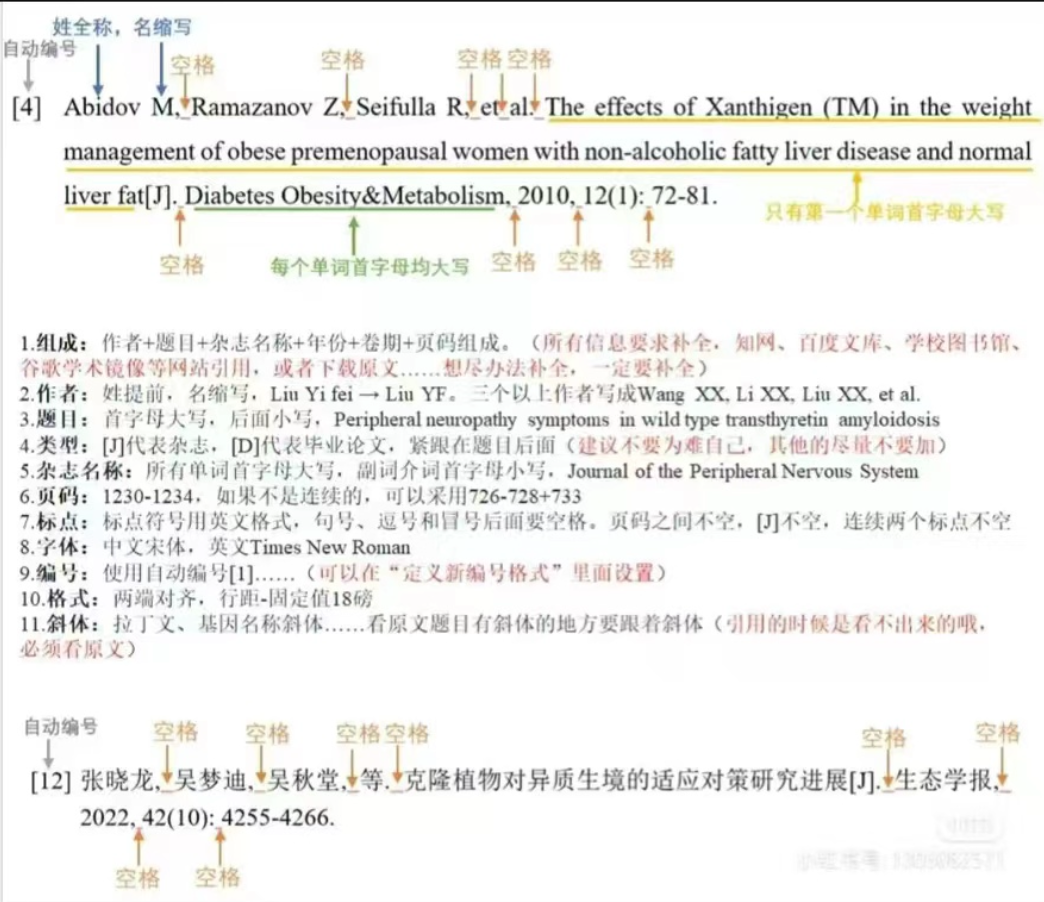 姓全称，名缩写
自动编号
空格 空格 空格 空格
[4] Abidov M, Ramazanov Z, Seifulla R, et al. The effects of Xanthigen (TM) in the weight
management of obese premenopausal women with non-alcoholic fatty liver disease and normal
liver fat[J]. Diabetes Obesity&Metabolism, 2010, 12(1): 72-81.
只有第一个单词首字母大写
空格 每个单词首字母均大写 空格 空格 空格
1.组成：作者+题目+杂志名称+年份+卷期+页码组成。（所有信息要求补全，知网、百度文库、学校图书馆、
谷歌学术镜像等网站引用，或者下载原文……想尽办法补全，一定要补全）
2.作者：姓提前，名缩写，Liu Yi fei → Liu YF。三个以上作者写成Wang XX, Li XX, Liu XX, et al.
3.题目：首字母大写，后面小写，Peripheral neuropathy symptoms in wild type transthyretin amyloidosis
4.类型：[J]代表杂志，[D]代表毕业论文，紧跟在题目后面（建议不要为难自己，其他的尽量不要加）
5.杂志名称：所有单词首字母大写，副词介词首字母小写，Journal of the Peripheral Nervous System
6.页码：1230-1234，如果不是连续的，可以采用726-728+733
7.标点：标点符号用英文格式，句号、逗号和冒号后面要空格。页码之间不空，[J]不空，连续两个标点不空
8.字体：中文宋体，英文Times New Roman
9.编号：使用自动编号[1]……（可以在“定义新编号格式”里面设置）
10.格式：两端对齐，行距-固定值18磅
11.斜体：拉丁文、基因名称斜体……看原文题目有斜体的地方要跟着斜体（引用的时候是看不出来的哦，
必须看原文）
自动编号 空格 空格 空格 空格 空格 空格
[12] 张晓龙, 吴梦迪, 吴秋堂, 等. 克隆植物对异质生境的适应对策研究进展[J]. 生态学报,
2022, 42(10): 4255-4266.
空格 空格